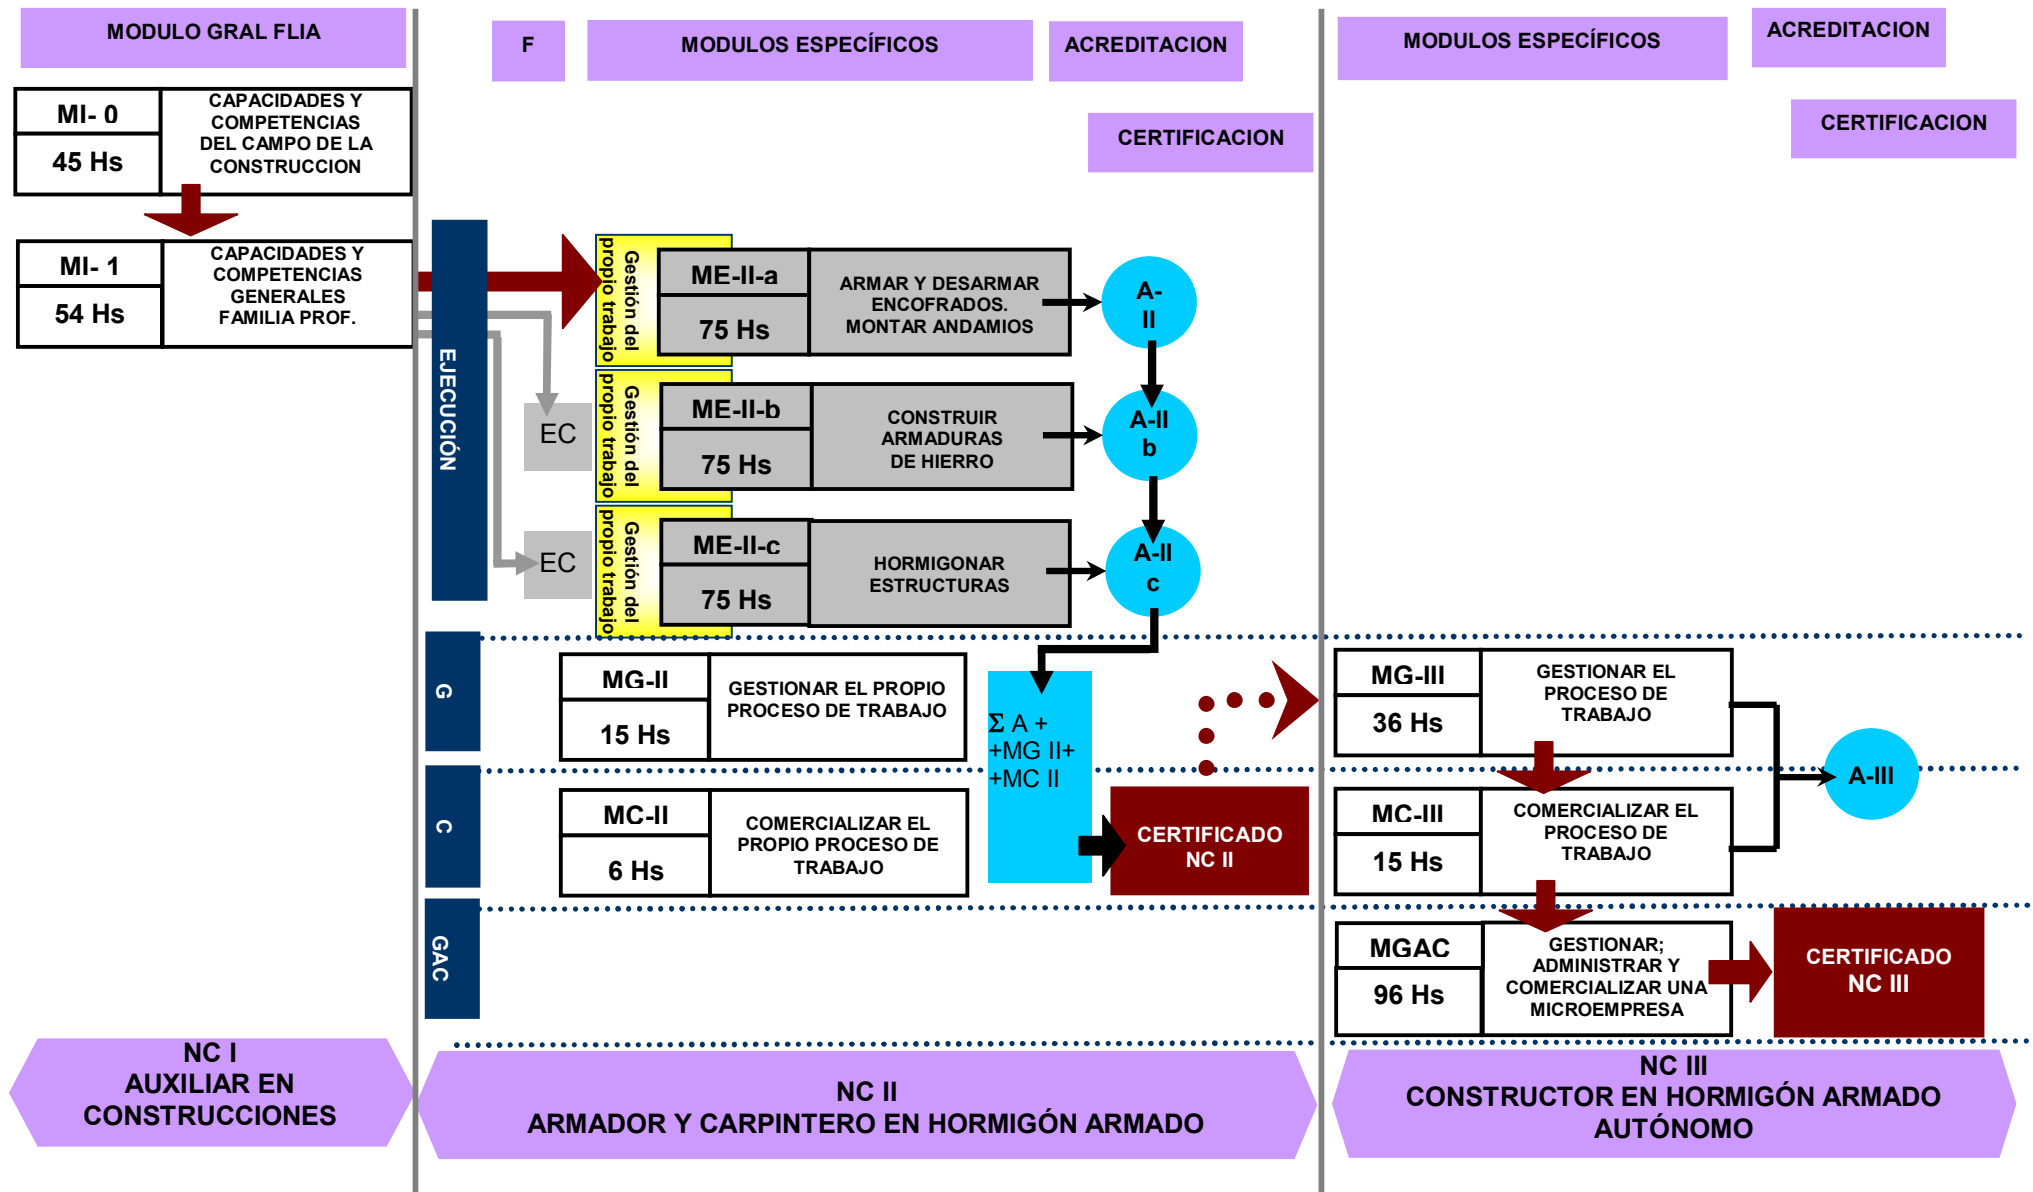 MODULO GRAL FLIA
F
MODULOS ESPECÍFICOS
ACREDITACION
MODULOS ESPECÍFICOS
ACREDITACION
CERTIFICACION
CERTIFICACION
MI- 0
45 Hs
CAPACIDADES Y
COMPETENCIAS
DEL CAMPO DE LA
CONSTRUCCION
MI- 1
54 Hs
CAPACIDADES Y
COMPETENCIAS
GENERALES
FAMILIA PROF.
EJECUCIÓN
Gestión del
propio trabajo
ME-II-a
75 Hs
ARMAR Y DESARMAR
ENCOFRADOS.
MONTAR ANDAMIOS
A-
II
EC
Gestión del
propio trabajo
ME-II-b
75 Hs
CONSTRUIR
ARMADURAS
DE HIERRO
A-II
b
EC
Gestión del
propio trabajo
ME-II-c
75 Hs
HORMIGONAR
ESTRUCTURAS
A-II
c
G
MG-II
15 Hs
GESTIONAR EL PROPIO
PROCESO DE TRABAJO
Σ A +
+MG II+
+MC II
MG-III
36 Hs
GESTIONAR EL
PROCESO DE
TRABAJO
A-III
C
MC-II
6 Hs
COMERCIALIZAR EL
PROPIO PROCESO DE
TRABAJO
CERTIFICADO
NC II
MC-III
15 Hs
COMERCIALIZAR EL
PROCESO DE
TRABAJO
GAC
MGAC
96 Hs
GESTIONAR;
ADMINISTRAR Y
COMERCIALIZAR UNA
MICROEMPRESA
CERTIFICADO
NC III
NC I
AUXILIAR EN
CONSTRUCCIONES
NC II
ARMADOR Y CARPINTERO EN HORMIGÓN ARMADO
NC III
CONSTRUCTOR EN HORMIGÓN ARMADO
AUTÓNOMO